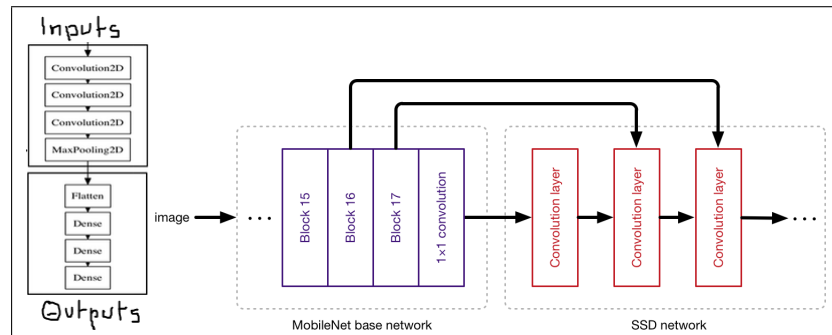 Inputs
Convolution2D
Convolution2D
Convolution2D
MaxPooling2D
Flatten
Dense
Dense
Dense
Outputs
image
...
Block 15
Block 16
Block 17
1×1 convolution
MobileNet base network
Convolution layer
Convolution layer
Convolution layer
...
SSD network